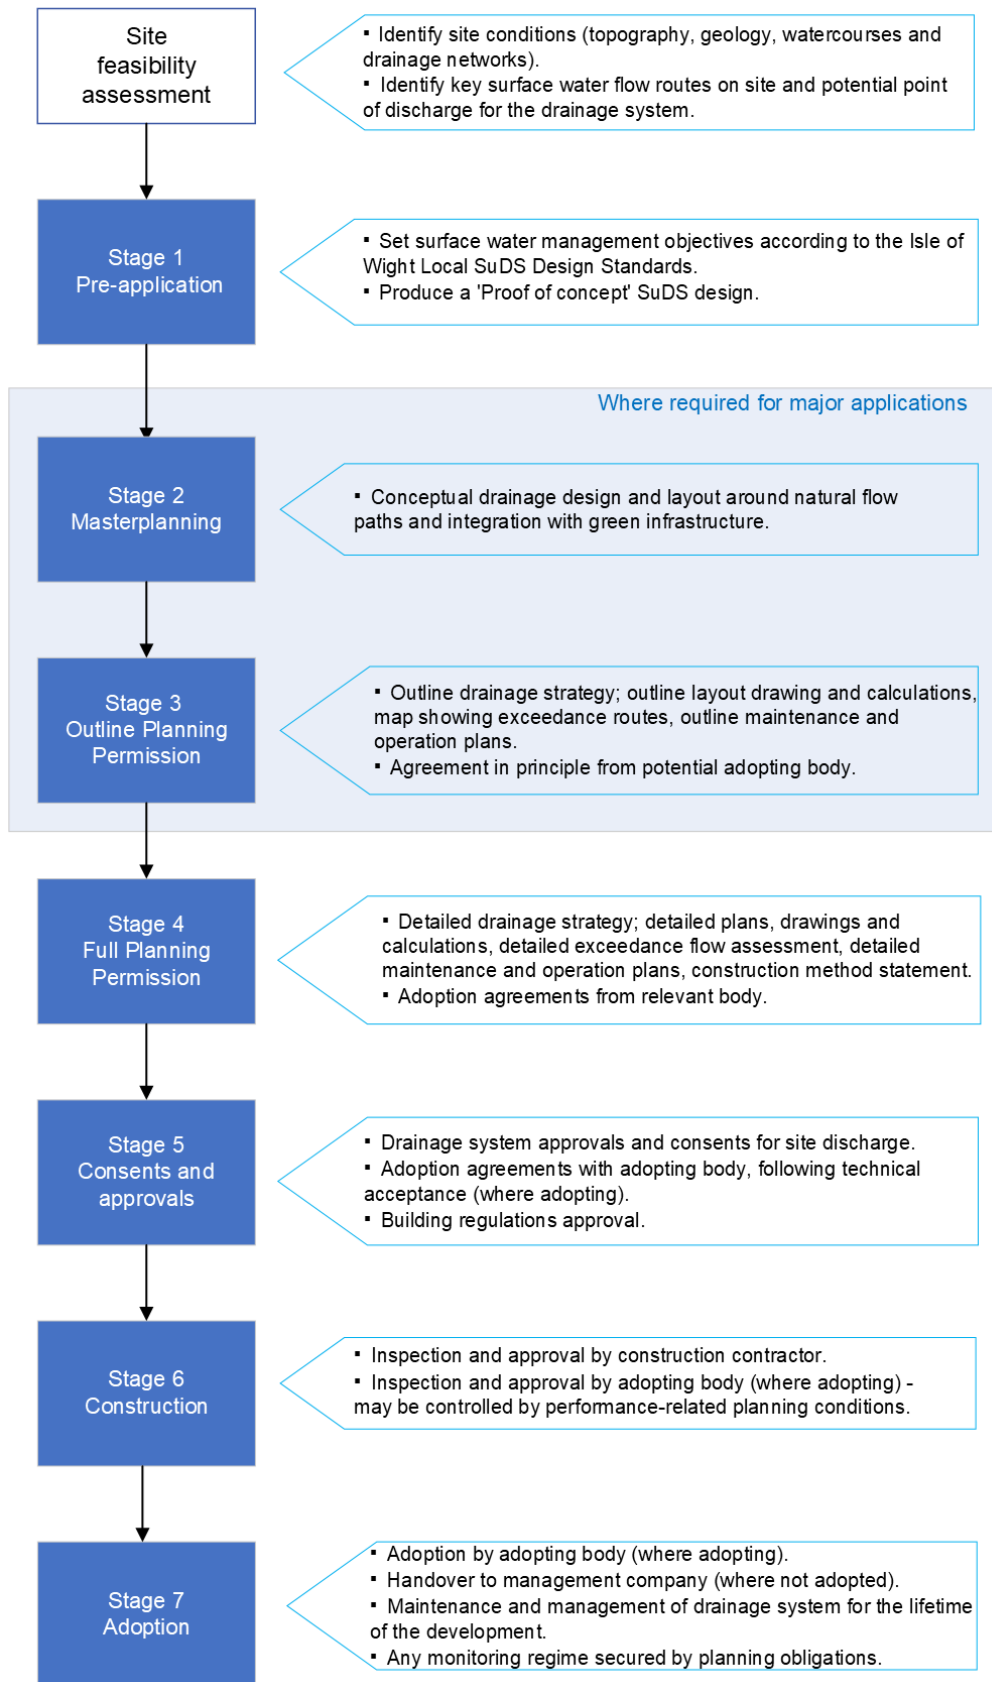 Site
feasibility
assessment
▪ Identify site conditions (topography, geology, watercourses and
drainage networks).
▪ Identify key surface water flow routes on site and potential point
of discharge for the drainage system.
Stage 1
Pre-application
▪ Set surface water management objectives according to the Isle of
Wight Local SuDS Design Standards.
▪ Produce a 'Proof of concept' SuDS design.
Where required for major applications
Stage 2
Masterplanning
▪ Conceptual drainage design and layout around natural flow
paths and integration with green infrastructure.
Stage 3
Outline Planning
Permission
▪ Outline drainage strategy; outline layout drawing and calculations,
map showing exceedance routes, outline maintenance and
operation plans.
▪ Agreement in principle from potential adopting body.
Stage 4
Full Planning
Permission
▪ Detailed drainage strategy; detailed plans, drawings and
calculations, detailed exceedance flow assessment, detailed
maintenance and operation plans, construction method statement.
▪ Adoption agreements from relevant body.
Stage 5
Consents and
approvals
▪ Drainage system approvals and consents for site discharge.
▪ Adoption agreements with adopting body, following technical
acceptance (where adopting).
▪ Building regulations approval.
Stage 6
Construction
▪ Inspection and approval by construction contractor.
▪ Inspection and approval by adopting body (where adopting) -
may be controlled by performance-related planning conditions.
Stage 7
Adoption
▪ Adoption by adopting body (where adopting).
▪ Handover to management company (where not adopted).
▪ Maintenance and management of drainage system for the lifetime
of the development.
▪ Any monitoring regime secured by planning obligations.